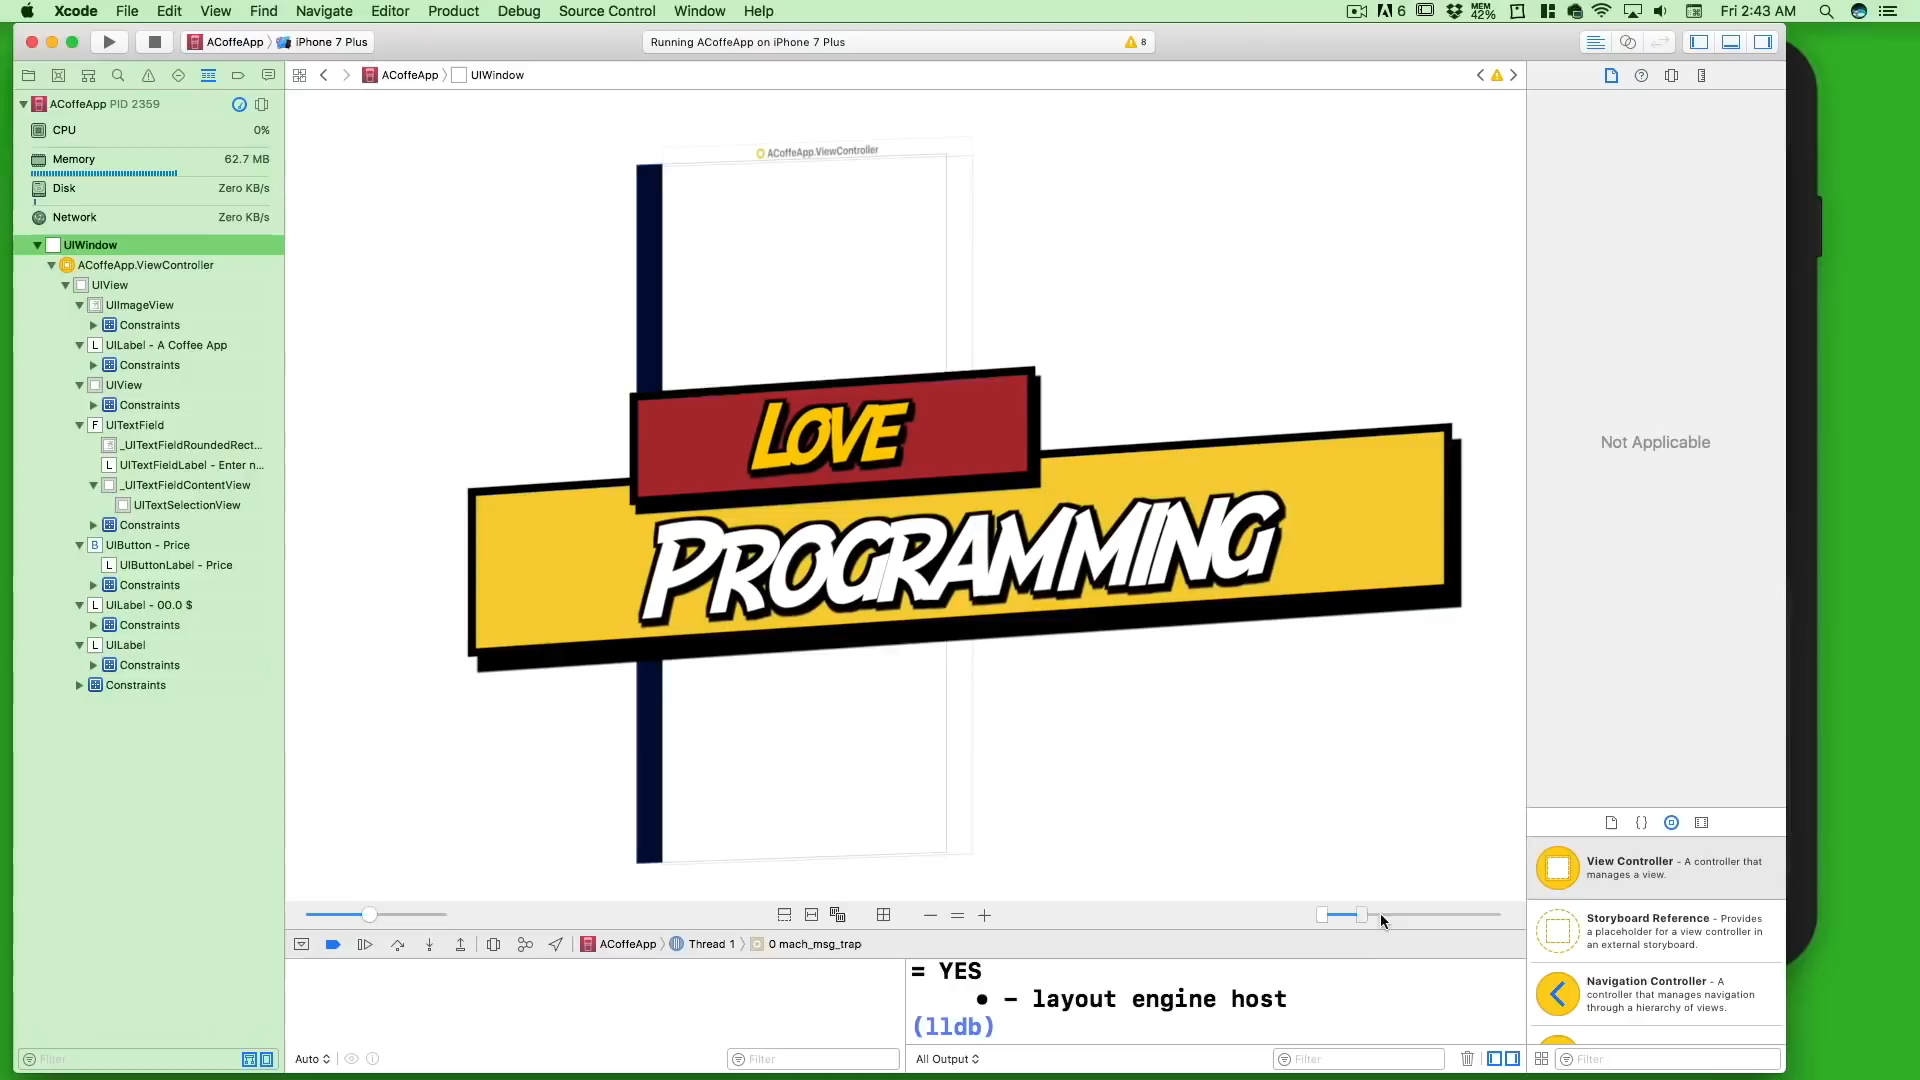 Xcode File Edit View Find Navigate Editor Product Debug Source Control Window Help
6 MEM 42% Fri 2:43 AM
ACoffeApp iPhone 7 Plus
Running ACoffeApp on iPhone 7 Plus
8
ACoffeApp UIWindow
ACoffeApp PID 2359
CPU 0%
Memory 62.7 MB
Disk Zero KB/s
Network Zero KB/s
UIWindow
ACoffeApp.ViewController
UIView
UIImageView
Constraints
L UILabel - A Coffee App
Constraints
UIView
Constraints
F UITextField
_UITextFieldRoundedRect...
L UITextFieldLabel - Enter n...
_UITextFieldContentView
UITextSelectionView
Constraints
B UIButton - Price
L UIButtonLabel - Price
Constraints
L UILabel - 00.0 $
Constraints
L UILabel
Constraints
Constraints
Filter
ACoffeApp.ViewController
LOVE
PROGRAMMING
ACoffeApp Thread 1 0 mach_msg_trap
= YES
• - layout engine host
(lldb)
Auto
Filter
All Output
Filter
Not Applicable
View Controller - A controller that
manages a view.
Storyboard Reference - Provides
a placeholder for a view controller in
an external storyboard.
Navigation Controller - A
controller that manages navigation
through a hierarchy of views.
Filter